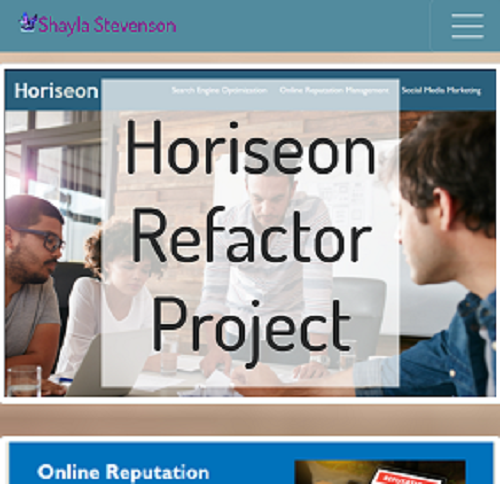 Shayla Stevenson
Horiseon
Search Engine Optimization Online Reputation Management Social Media Marketing
Horiseon
Refactor
Project
Online Reputation